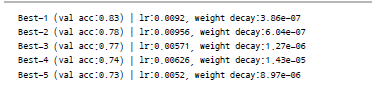 Best-1 (val acc:0.83) | lr:0.0092, weight decay:3.86e-07
Best-2 (val acc:0.78) | lr:0.00956, weight decay:6.04e-07
Best-3 (val acc:0.77) | lr:0.00571, weight decay:1.27e-06
Best-4 (val acc:0.74) | lr:0.00626, weight decay:1.43e-05
Best-5 (val acc:0.73) | lr:0.0052, weight decay:8.97e-06